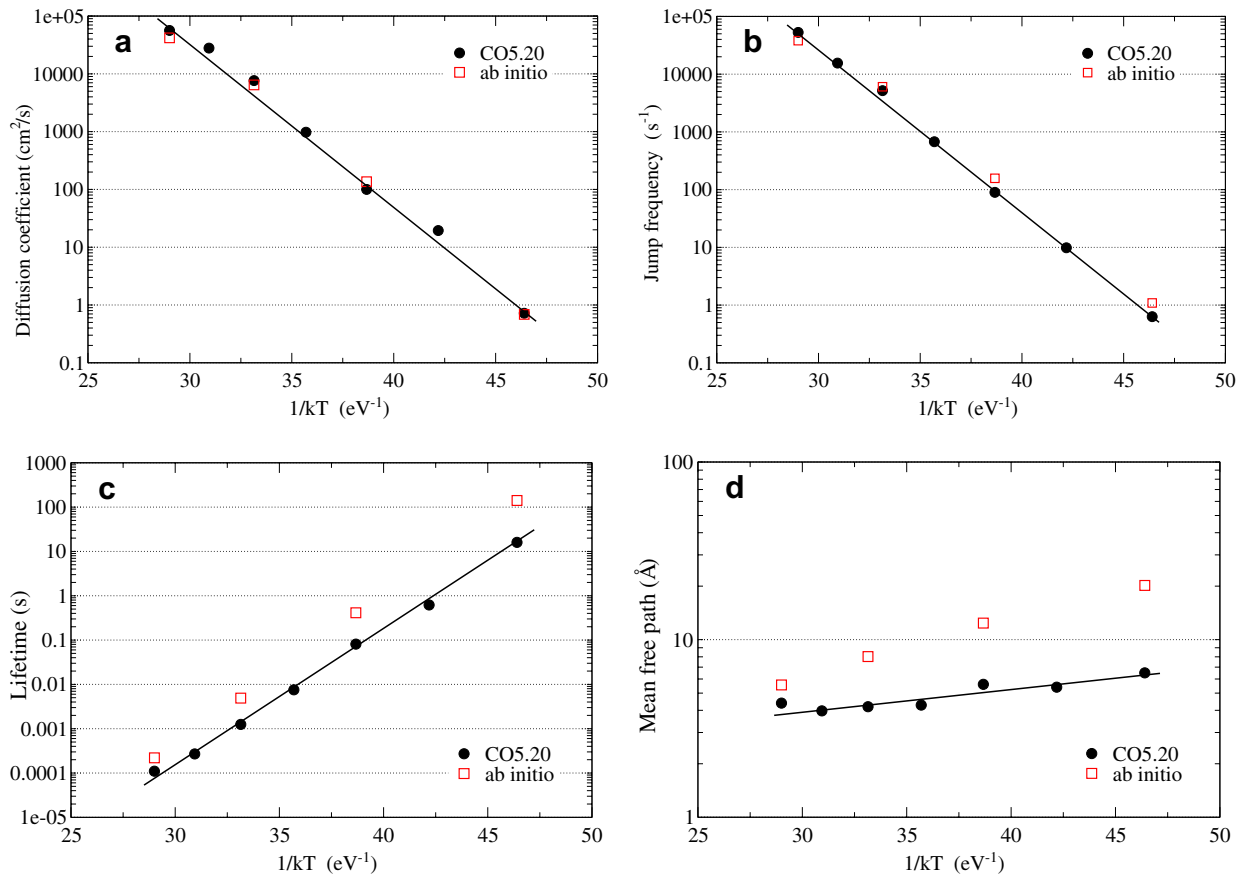 a
CO5.20
ab initio
1e+05
10000
1000
100
10
1
0.1
Diffusion coefficient (cm²/s)
25 30 35 40 45 50
1/kT (eV⁻¹)
b
CO5.20
ab initio
1e+05
10000
1000
100
10
1
0.1
Jump frequency (s⁻¹)
25 30 35 40 45 50
1/kT (eV⁻¹)
c
1000
100
10
1
0.1
0.01
0.001
0.0001
1e-05
Lifetime (s)
CO5.20
ab initio
25 30 35 40 45 50
1/kT (eV⁻¹)
d
100
10
1
Mean free path (Å)
CO5.20
ab initio
25 30 35 40 45 50
1/kT (eV⁻¹)